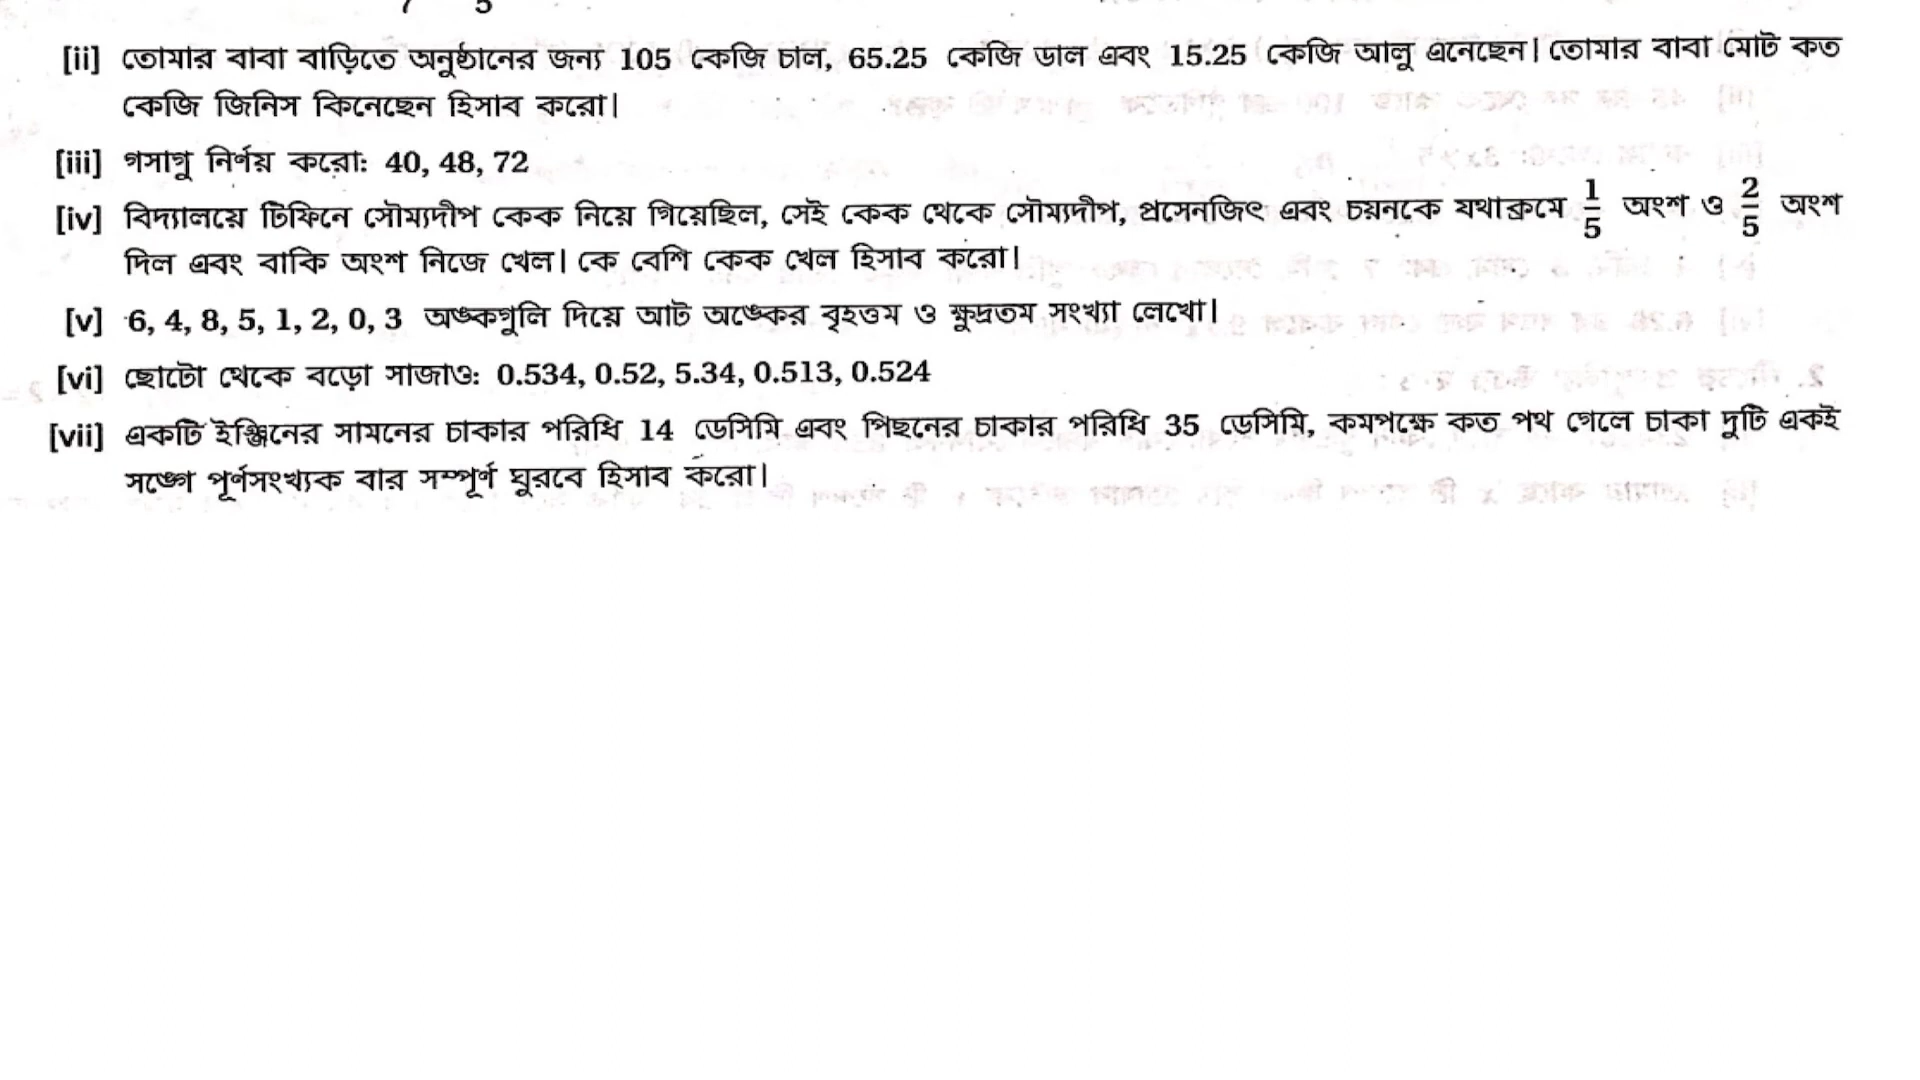 [ii] তোমার বাবা বাড়িতে অনুষ্ঠানের জন্য 105 কেজি চাল, 65.25 কেজি ডাল এবং 15.25 কেজি আলু এনেছেন। তোমার বাবা মোট কত
কেজি জিনিস কিনেছেন হিসাব করো।
[iii] গসাগু নির্ণয় করো: 40, 48, 72
[iv] বিদ্যালয়ে টিফিনে সৌম্যদীপ কেক নিয়ে গিয়েছিল, সেই কেক থেকে সৌম্যদীপ, প্রসেনজিৎ এবং চয়নকে যথাক্রমে 1/5 অংশ ও 2/5 অংশ
দিল এবং বাকি অংশ নিজে খেল। কে বেশি কেক খেল হিসাব করো।
[v] 6, 4, 8, 5, 1, 2, 0, 3 অঙ্কগুলি দিয়ে আট অঙ্কের বৃহত্তম ও ক্ষুদ্রতম সংখ্যা লেখো।
[vi] ছোটো থেকে বড়ো সাজাও: 0.534, 0.52, 5.34, 0.513, 0.524
[vii] একটি ইঞ্জিনের সামনের চাকার পরিধি 14 ডেসিমি এবং পিছনের চাকার পরিধি 35 ডেসিমি, কমপক্ষে কত পথ গেলে চাকা দুটি একই
সঙ্গে পূর্ণসংখ্যক বার সম্পূর্ণ ঘুরবে হিসাব করো।